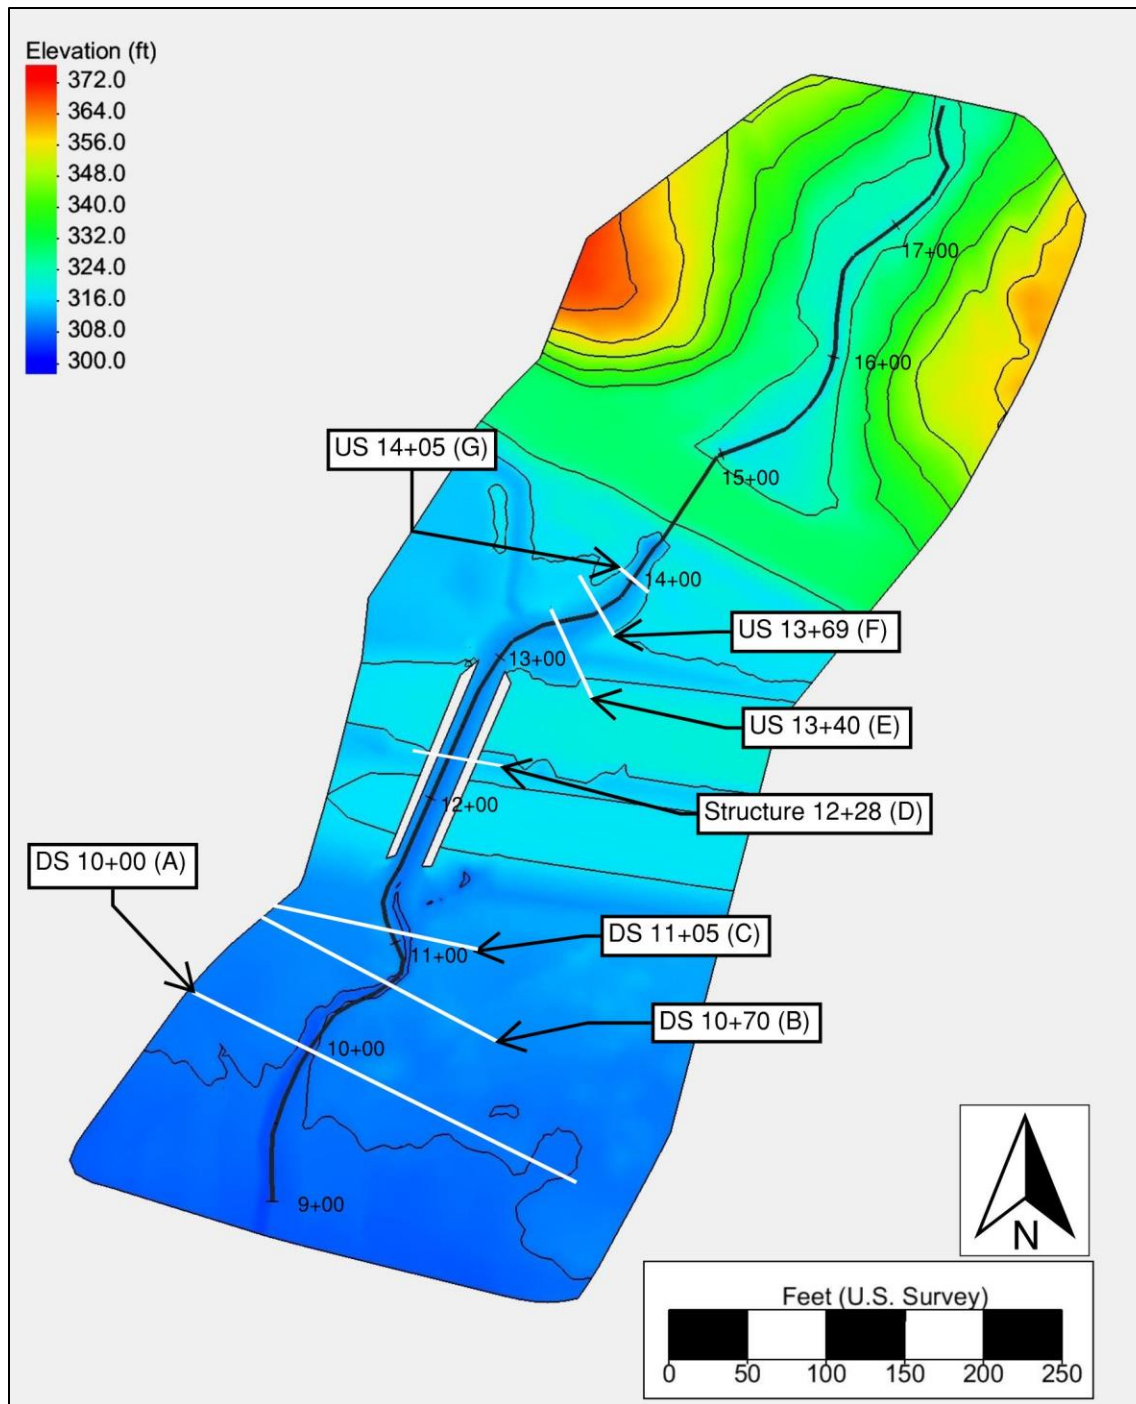 Elevation (ft)
372.0
364.0
356.0
348.0
340.0
332.0
324.0
316.0
308.0
300.0
17+00
16+00
US 14+05 (G)
15+00
14+00
US 13+69 (F)
13+00
US 13+40 (E)
12+00
Structure 12+28 (D)
DS 10+00 (A)
DS 11+05 (C)
11+00
DS 10+70 (B)
10+00
9+00
N
Feet (U.S. Survey)
0 50 100 150 200 250